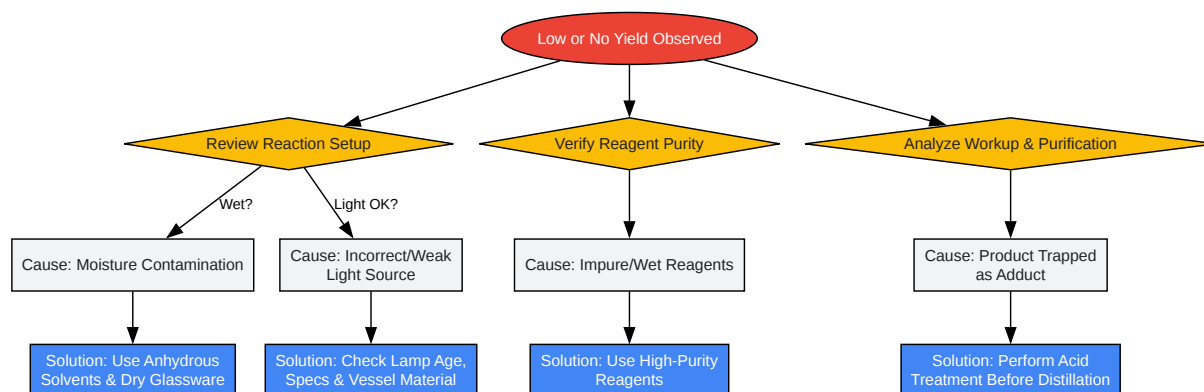 Low or No Yield Observed
Review Reaction Setup
Verify Reagent Purity
Analyze Workup & Purification
Wet?
Light OK?
Cause: Moisture Contamination
Cause: Incorrect/Weak
Light Source
Cause: Impure/Wet Reagents
Cause: Product Trapped
as Adduct
Solution: Use Anhydrous
Solvents & Dry Glassware
Solution: Check Lamp Age,
Specs & Vessel Material
Solution: Use High-Purity
Reagents
Solution: Perform Acid
Treatment Before Distillation